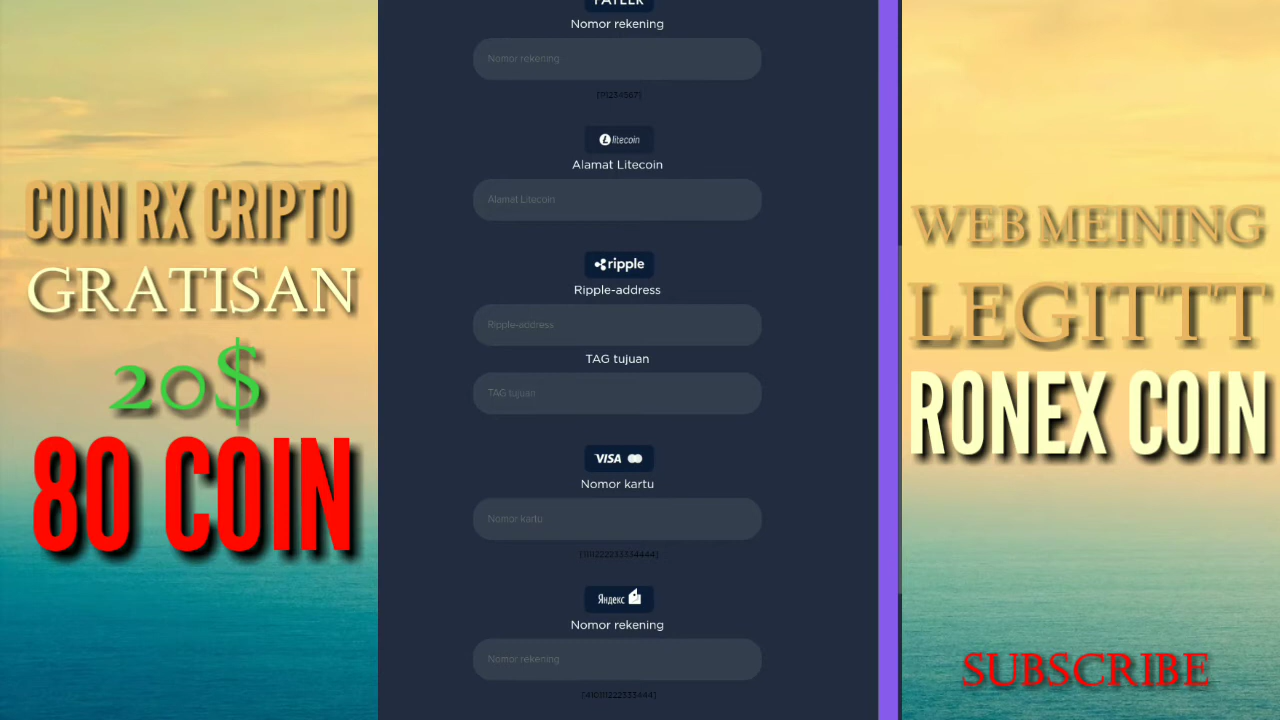 COIN RX CRIPTO
GRATISAN
20$
80 COIN
PAYEER
Nomor rekening
Nomor rekening
litecoin
Alamat Litecoin
Alamat Litecoin
ripple
Ripple-address
Ripple-address
TAG tujuan
TAG tujuan
VISA
Nomor kartu
Nomor kartu
Яндекс
Nomor rekening
Nomor rekening
WEB MEINING
LEGITTT
RONEX COIN
SUBSCRIBE